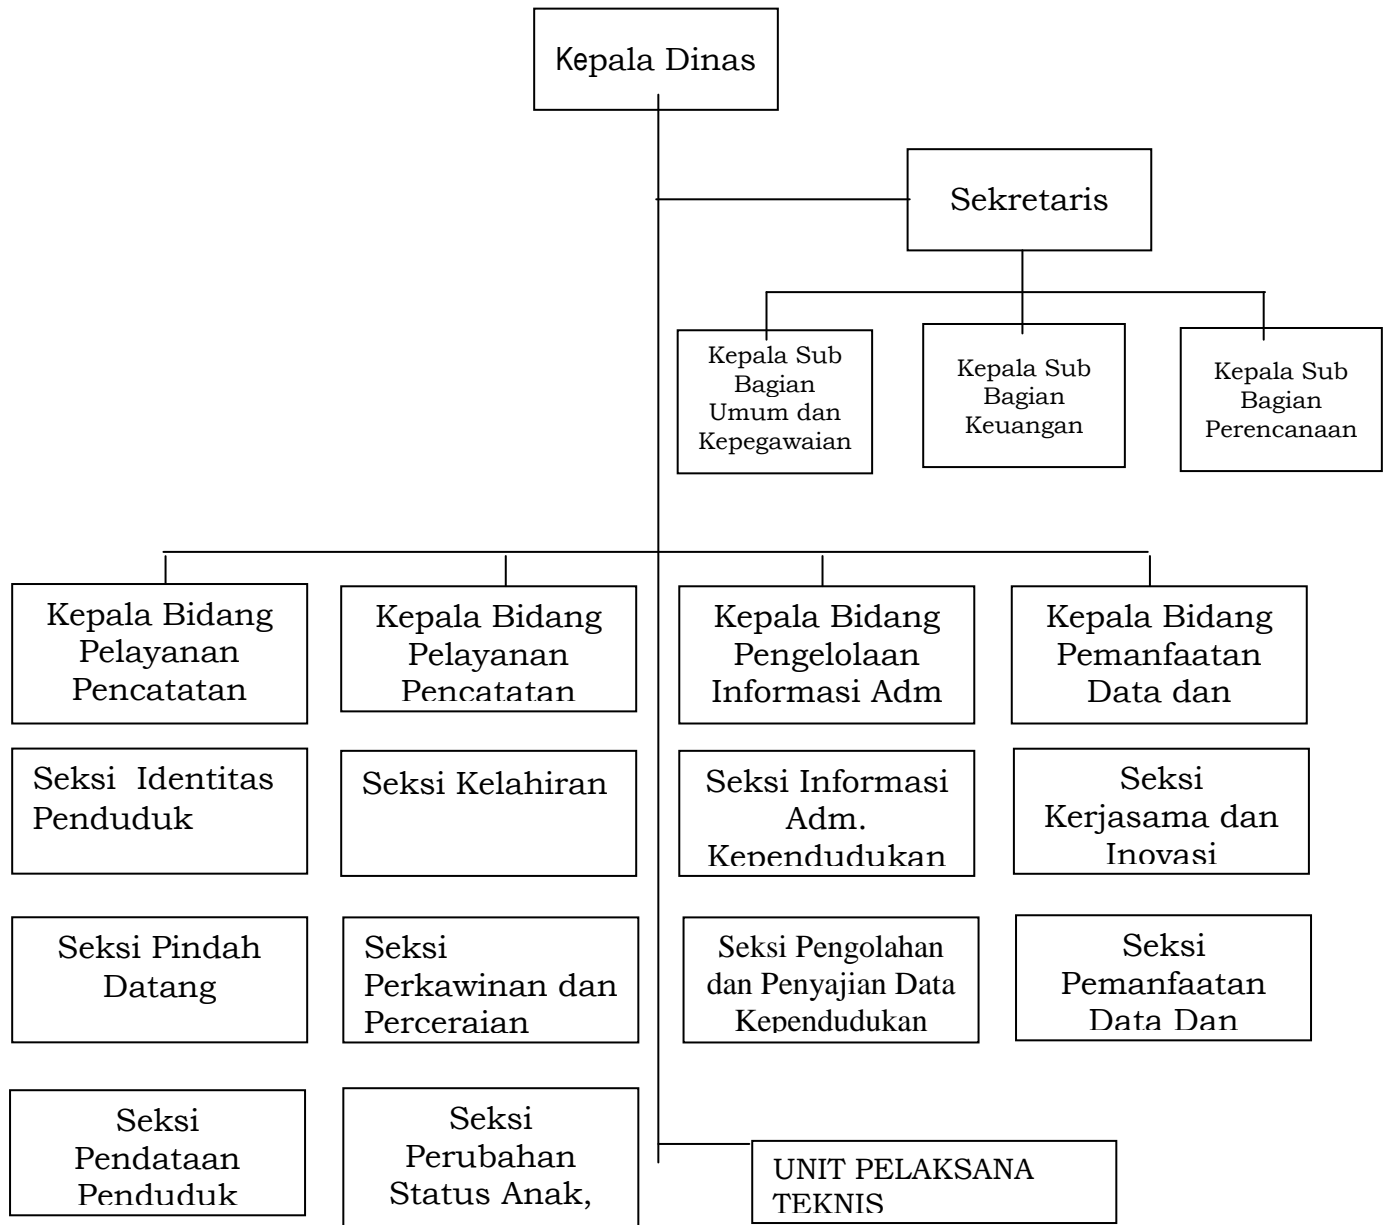 Kepala Dinas
Sekretaris
Kepala Sub
Bagian
Umum dan
Kepegawaian
Kepala Sub
Bagian
Keuangan
Kepala Sub
Bagian
Perencanaan
Kepala Bidang
Pelayanan
Pencatatan
Kepala Bidang
Pelayanan
Pencatatan
Kepala Bidang
Pengelolaan
Informasi Adm
Kepala Bidang
Pemanfaatan
Data dan
Seksi Identitas
Penduduk
Seksi Kelahiran
Seksi Informasi
Adm.
Kependudukan
Seksi
Kerjasama dan
Inovasi
Seksi Pindah
Datang
Seksi
Perkawinan dan
Perceraian
Seksi Pengolahan
dan Penyajian Data
Kependudukan
Seksi
Pemanfaatan
Data Dan
Seksi
Pendataan
Penduduk
Seksi
Perubahan
Status Anak,
UNIT PELAKSANA
TEKNIS